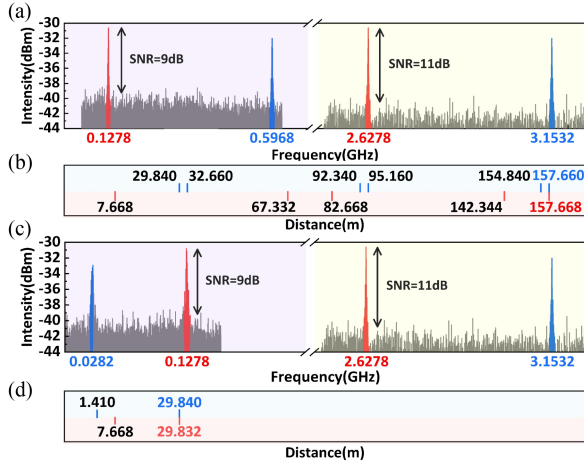 (a)
-30
-32
-34
-36
-38
-40
-42
-44
Intensity(dBm)
SNR=9dB
SNR=11dB
0.1278 0.5968 2.6278 3.1532
Frequency(GHz)
(b)
29.840 32.660 92.340 95.160 154.840 157.660
7.668 67.332 82.668 142.344 157.668
Distance(m)
(c)
-30
-32
-34
-36
-38
-40
-42
-44
Intensity(dBm)
SNR=9dB
SNR=11dB
0.0282 0.1278 2.6278 3.1532
Frequency(GHz)
(d)
1.410 29.840
7.668 29.832
Distance(m)